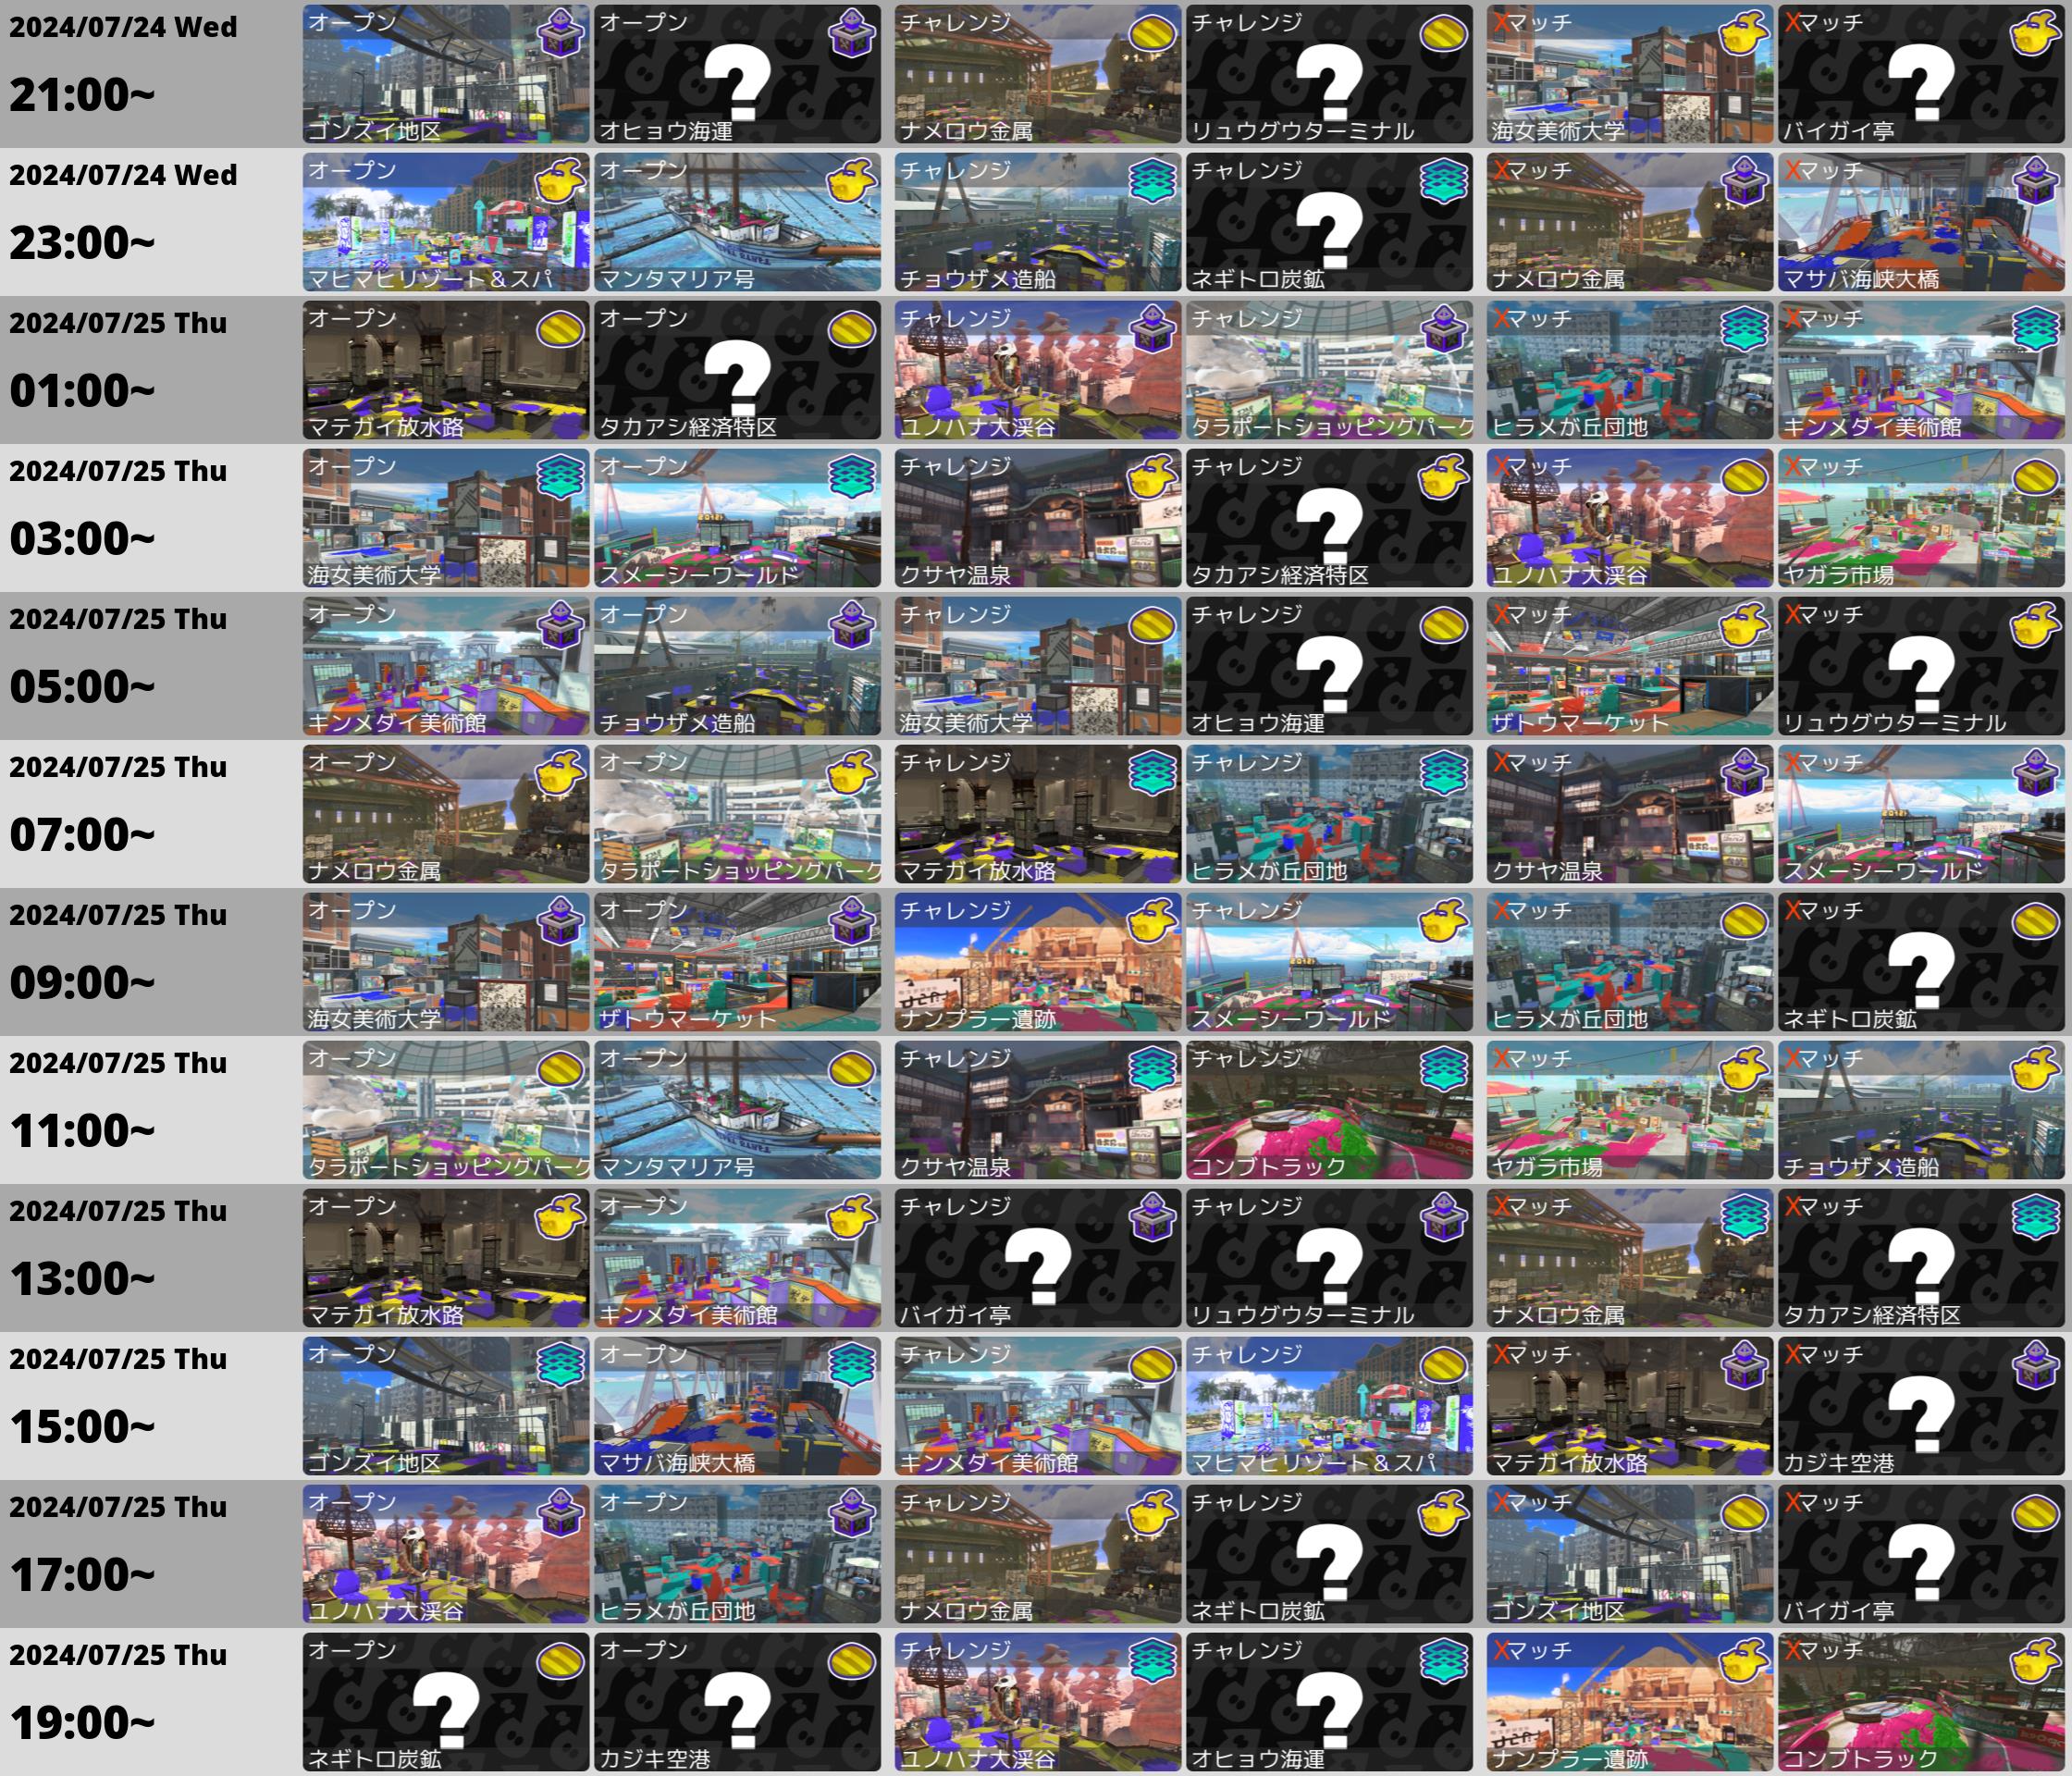 2024/07/24 Wed
21:00~
オープン オープン チャレンジ チャレンジ Xマッチ Xマッチ
ゴンズイ地区 オヒョウ海運 ナメロウ金属 リュウグウターミナル 海女美術大学 バイガイ亭
2024/07/24 Wed
23:00~
オープン オープン チャレンジ チャレンジ Xマッチ Xマッチ
マヒマヒリゾート&スパ マンタマリア号 チョウザメ造船 ネギトロ炭鉱 ナメロウ金属 マサバ海峡大橋
2024/07/25 Thu
01:00~
オープン オープン チャレンジ チャレンジ Xマッチ Xマッチ
マテガイ放水路 タカアシ経済特区 ユノハナ大渓谷 タラポートショッピングパーク ヒラメが丘団地 キンメダイ美術館
2024/07/25 Thu
03:00~
オープン オープン チャレンジ チャレンジ Xマッチ Xマッチ
海女美術大学 スメーシーワールド クサヤ温泉 タカアシ経済特区 ユノハナ大渓谷 ヤガラ市場
2024/07/25 Thu
05:00~
オープン オープン チャレンジ チャレンジ Xマッチ Xマッチ
キンメダイ美術館 チョウザメ造船 海女美術大学 オヒョウ海運 ザトウマーケット リュウグウターミナル
2024/07/25 Thu
07:00~
オープン オープン チャレンジ チャレンジ Xマッチ Xマッチ
ナメロウ金属 タラポートショッピングパーク マテガイ放水路 ヒラメが丘団地 クサヤ温泉 スメーシーワールド
2024/07/25 Thu
09:00~
オープン オープン チャレンジ チャレンジ Xマッチ Xマッチ
海女美術大学 ザトウマーケット ナンプラー遺跡 スメーシーワールド ヒラメが丘団地 ネギトロ炭鉱
2024/07/25 Thu
11:00~
オープン オープン チャレンジ チャレンジ Xマッチ Xマッチ
タラポートショッピングパーク マンタマリア号 クサヤ温泉 コンブトラック ヤガラ市場 チョウザメ造船
2024/07/25 Thu
13:00~
オープン オープン チャレンジ チャレンジ Xマッチ Xマッチ
マテガイ放水路 キンメダイ美術館 バイガイ亭 リュウグウターミナル ナメロウ金属 タカアシ経済特区
2024/07/25 Thu
15:00~
オープン オープン チャレンジ チャレンジ Xマッチ Xマッチ
ゴンズイ地区 マサバ海峡大橋 キンメダイ美術館 マヒマヒリゾート&スパ マテガイ放水路 カジキ空港
2024/07/25 Thu
17:00~
オープン オープン チャレンジ チャレンジ Xマッチ Xマッチ
ユノハナ大渓谷 ヒラメが丘団地 ナメロウ金属 ネギトロ炭鉱 ゴンズイ地区 バイガイ亭
2024/07/25 Thu
19:00~
オープン オープン チャレンジ チャレンジ Xマッチ Xマッチ
ネギトロ炭鉱 カジキ空港 ユノハナ大渓谷 オヒョウ海運 ナンプラー遺跡 コンブトラック